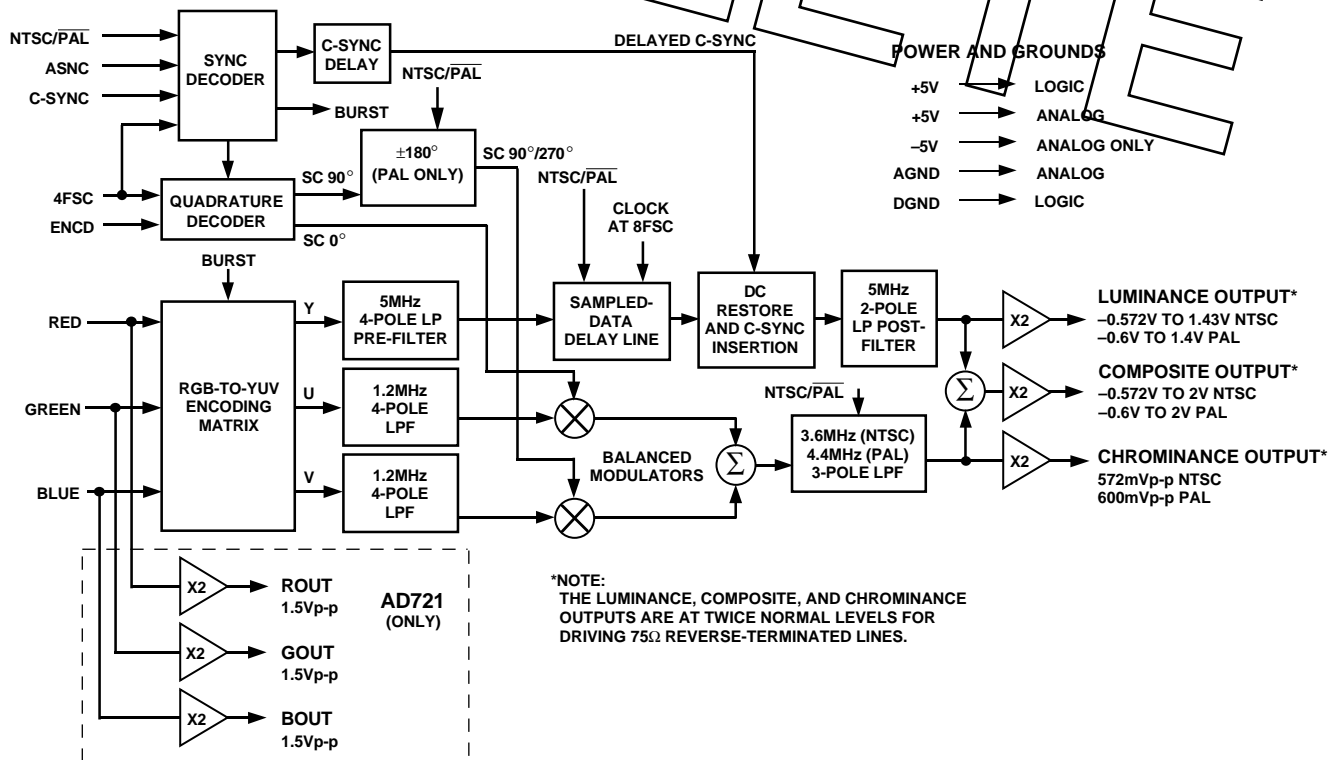 NTSC/PAL
ASNC
C-SYNC
4FSC
ENCD
SYNC
DECODER
C-SYNC
DELAY
BURST
QUADRATURE
DECODER
SC 90°
SC 0°
NTSC/PAL
±180°
(PAL ONLY)
SC 90°/270°
DELAYED C-SYNC
POWER AND GROUNDS
+5V LOGIC
+5V ANALOG
–5V ANALOG ONLY
AGND ANALOG
DGND LOGIC
NTSC/PAL
CLOCK
AT 8FSC
BURST
RED
GREEN
BLUE
RGB-TO-YUV
ENCODING
MATRIX
Y
U
V
5MHz
4-POLE LP
PRE-FILTER
1.2MHz
4-POLE
LPF
1.2MHz
4-POLE
LPF
SAMPLED-
DATA
DELAY LINE
DC
RESTORE
AND C-SYNC
INSERTION
5MHz
2-POLE
LP POST-
FILTER
BALANCED
MODULATORS
Σ
NTSC/PAL
3.6MHz (NTSC)
4.4MHz (PAL)
3-POLE LPF
Σ
X2
LUMINANCE OUTPUT*
–0.572V TO 1.43V NTSC
–0.6V TO 1.4V PAL
X2
COMPOSITE OUTPUT*
–0.572V TO 2V NTSC
–0.6V TO 2V PAL
X2
CHROMINANCE OUTPUT*
572mVp-p NTSC
600mVp-p PAL
X2
ROUT
1.5Vp-p
X2
GOUT
1.5Vp-p
X2
BOUT
1.5Vp-p
AD721
(ONLY)
*NOTE:
THE LUMINANCE, COMPOSITE, AND CHROMINANCE
OUTPUTS ARE AT TWICE NORMAL LEVELS FOR
DRIVING 75Ω REVERSE-TERMINATED LINES.